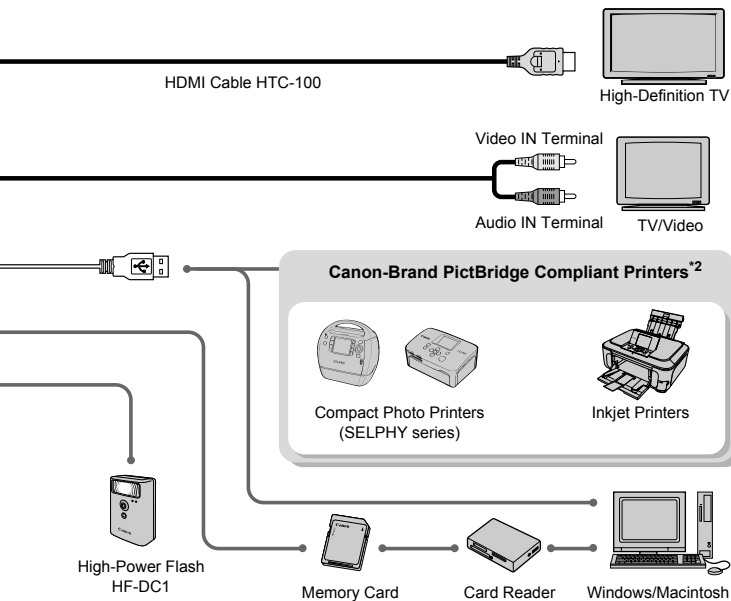 HDMI Cable HTC-100
High-Definition TV
Video IN Terminal
Audio IN Terminal
TV/Video
Canon-Brand PictBridge Compliant Printers*2
Compact Photo Printers
(SELPHY series)
Inkjet Printers
High-Power Flash
HF-DC1
Memory Card
Card Reader
Windows/Macintosh